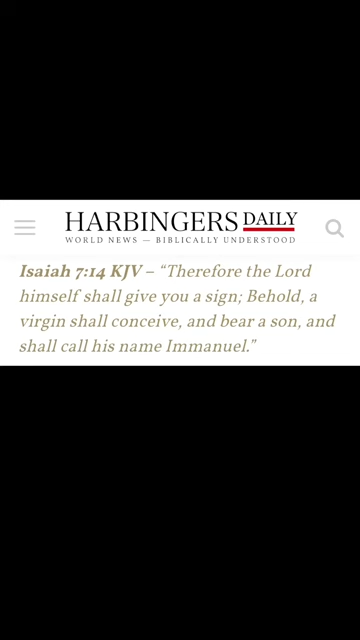 HARBINGERS DAILY
WORLD NEWS — BIBLICALLY UNDERSTOOD
Isaiah 7:14 KJV – “Therefore the Lord
himself shall give you a sign; Behold, a
virgin shall conceive, and bear a son, and
shall call his name Immanuel.”